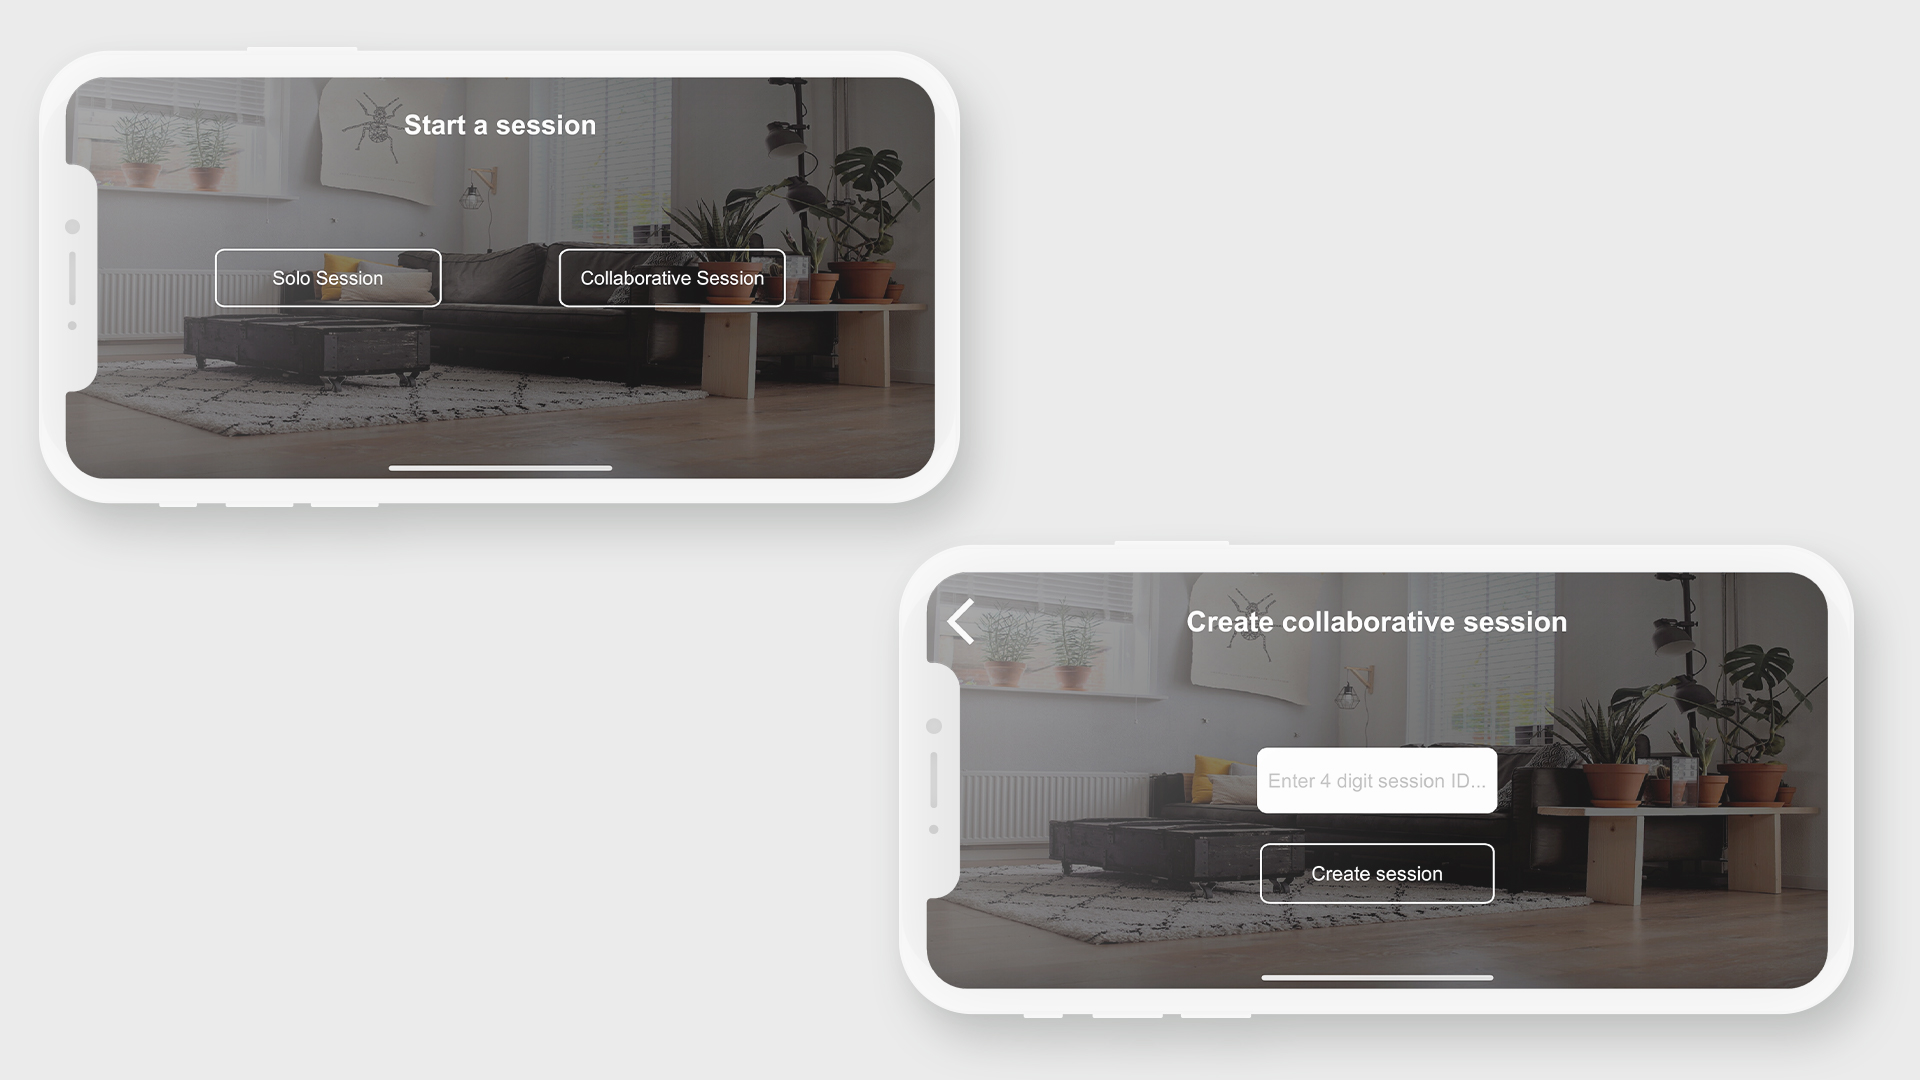 Start a session
Solo Session
Collaborative Session
Create collaborative session
Enter 4 digit session ID...
Create session